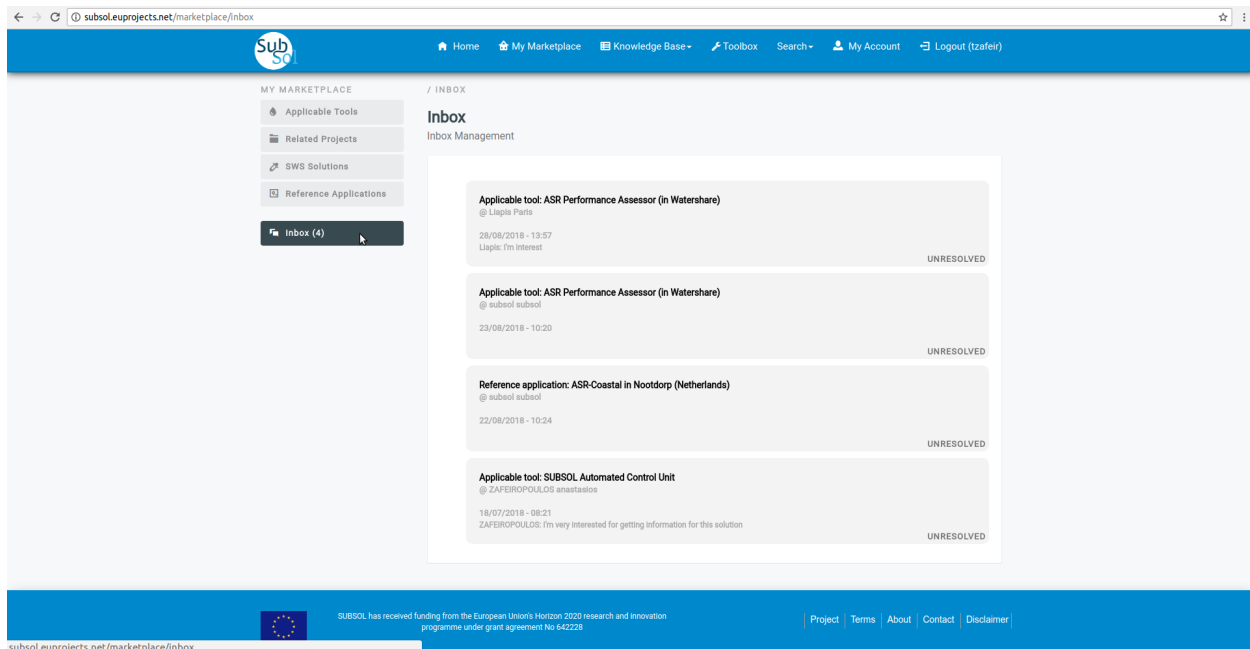 subsol.euprojects.net/marketplace/inbox
Sub
Sol
Home My Marketplace Knowledge Base Toolbox Search My Account Logout (tzafeir)
MY MARKETPLACE
Applicable Tools
Related Projects
SWS Solutions
Reference Applications
Inbox (4)
/ INBOX
Inbox
Inbox Management
Applicable tool: ASR Performance Assessor (in Watershare)
@ Liapis Paris
28/08/2018 - 13:57
Liapis: I'm interest
UNRESOLVED
Applicable tool: ASR Performance Assessor (in Watershare)
@ subsol subsol
23/08/2018 - 10:20
UNRESOLVED
Reference application: ASR-Coastal in Nootdorp (Netherlands)
@ subsol subsol
22/08/2018 - 10:24
UNRESOLVED
Applicable tool: SUBSOL Automated Control Unit
@ ZAFEIROPOULOS anastasios
18/07/2018 - 08:21
ZAFEIROPOULOS: I'm very interested for getting information for this solution
UNRESOLVED
SUBSOL has received funding from the European Union's Horizon 2020 research and innovation
programme under grant agreement No 642228
Project Terms About Contact Disclaimer
subsol.euprojects.net/marketplace/inbox